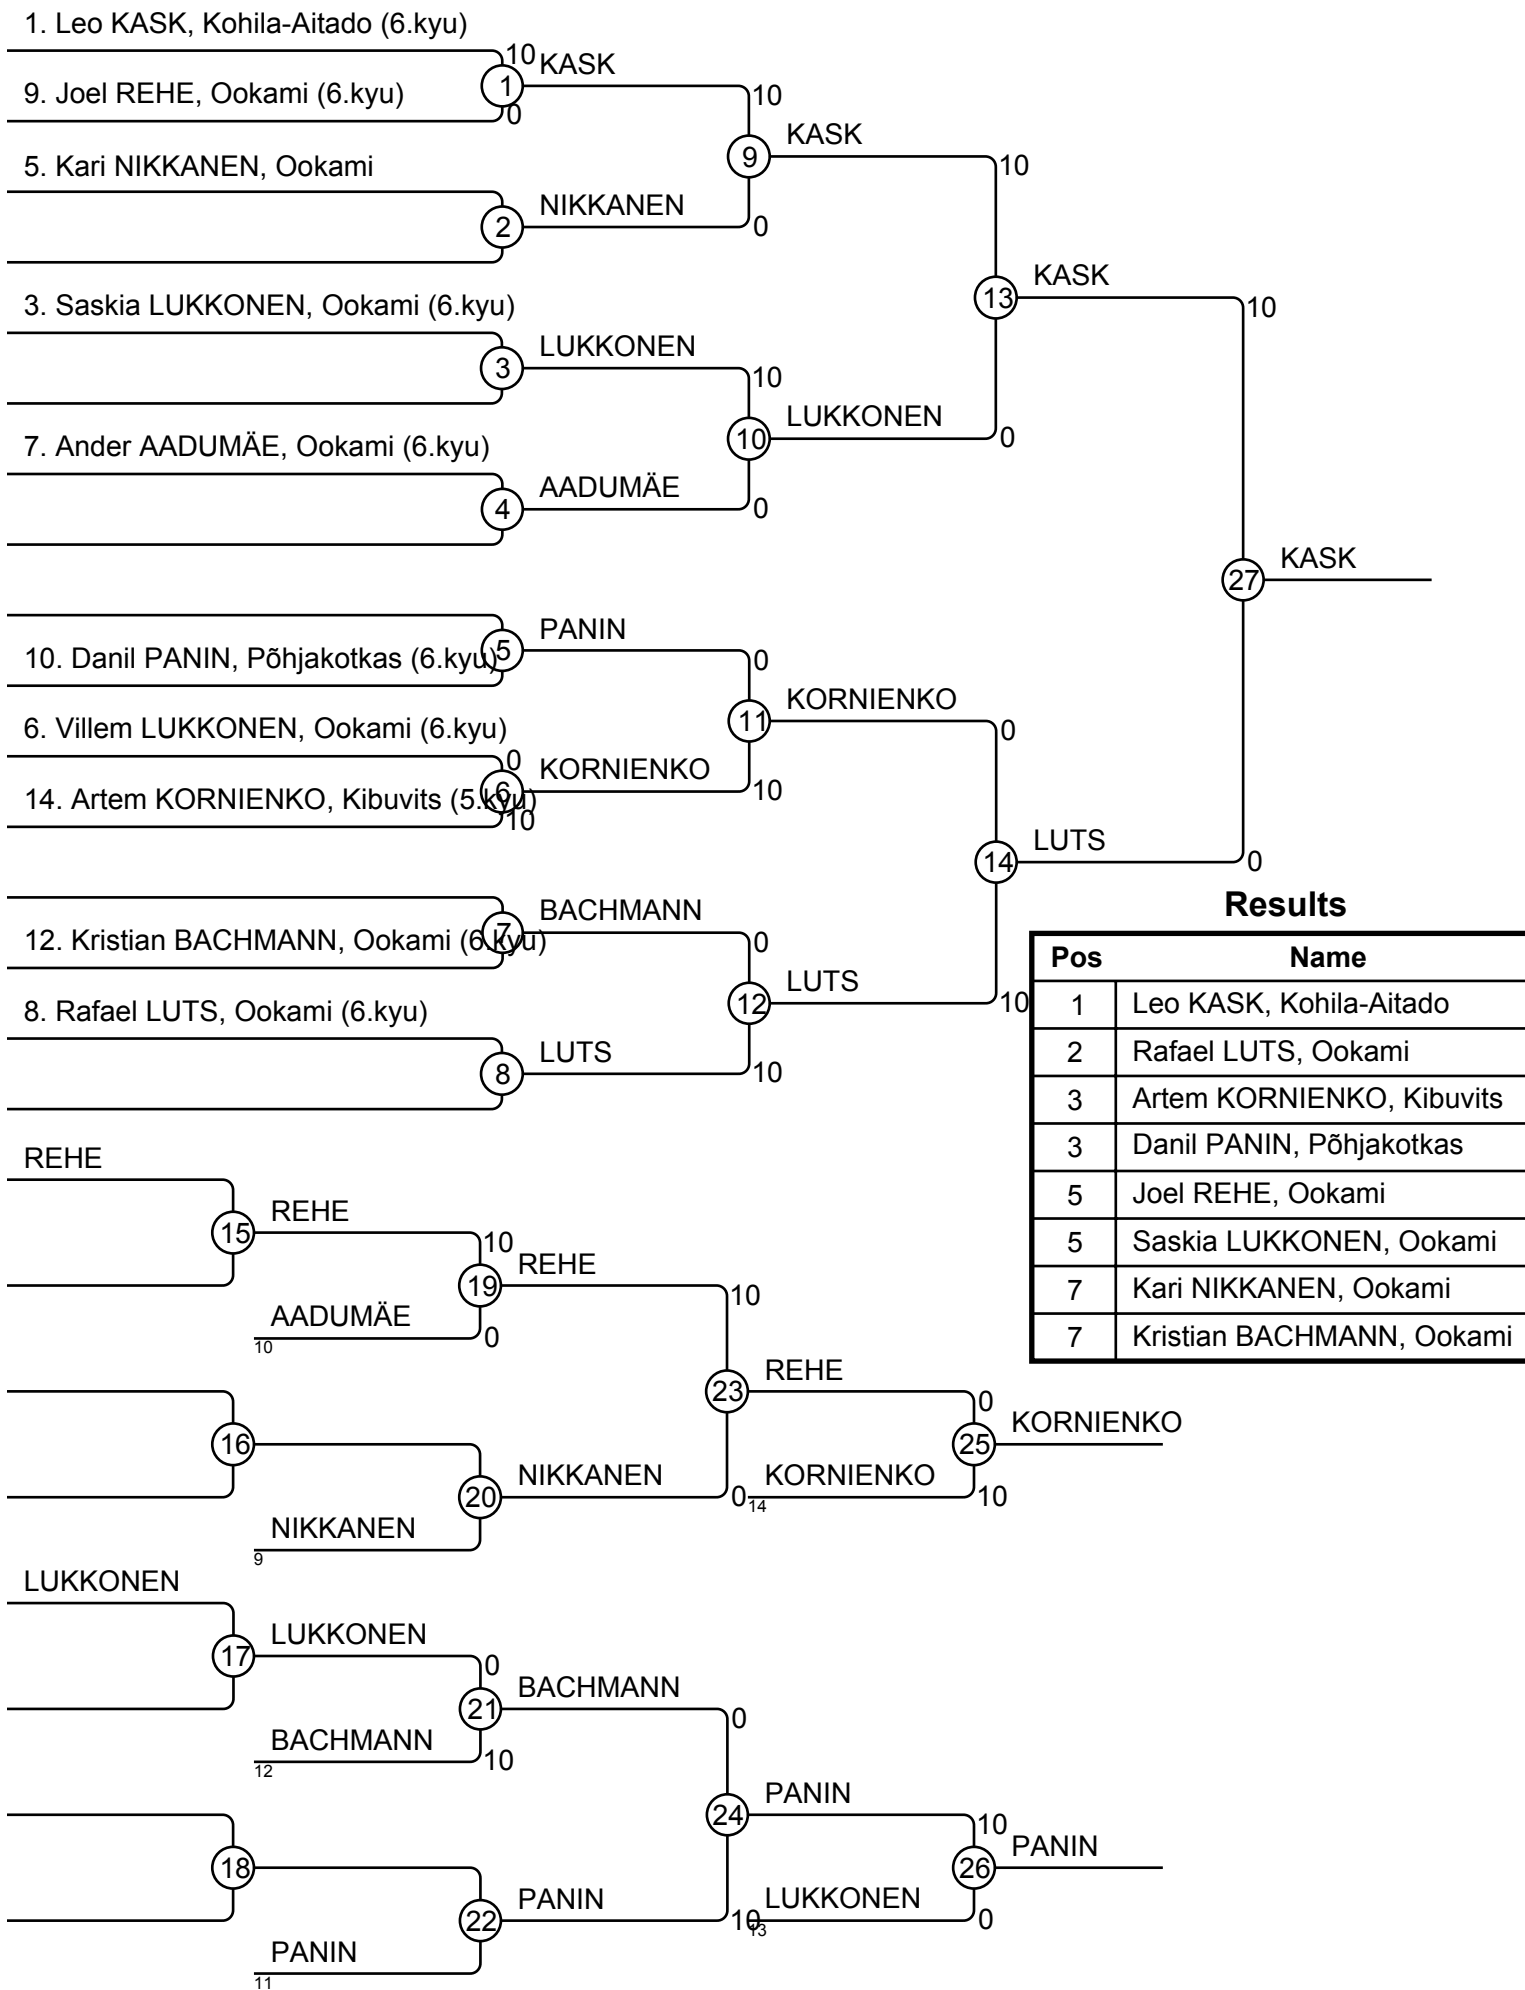 1. Leo KASK, Kohila-Aitado (6.kyu)
10
KASK
1
9. Joel REHE, Ookami (6.kyu)
0
10
KASK
9
5. Kari NIKKANEN, Ookami
10
NIKKANEN
2
0
KASK
13
3. Saskia LUKKONEN, Ookami (6.kyu)
10
LUKKONEN
3
10
LUKKONEN
10
7. Ander AADUMÄE, Ookami (6.kyu)
0
AADUMÄE
4
0
KASK
27
PANIN
5
10. Danil PANIN, Põhjakotkas (6.kyu)
0
KORNIENKO
11
6. Villem LUKKONEN, Ookami (6.kyu)
0
0
KORNIENKO
6
10
14. Artem KORNIENKO, Kibuvits (5.kyu)
10
LUTS
14
0
BACHMANN
7
12. Kristian BACHMANN, Ookami (6.kyu)
0
LUTS
12
10
8. Rafael LUTS, Ookami (6.kyu)
LUTS
8
10
Results
Pos Name
1 Leo KASK, Kohila-Aitado
2 Rafael LUTS, Ookami
3 Artem KORNIENKO, Kibuvits
3 Danil PANIN, Põhjakotkas
5 Joel REHE, Ookami
5 Saskia LUKKONEN, Ookami
7 Kari NIKKANEN, Ookami
7 Kristian BACHMANN, Ookami
REHE
REHE
15
10
REHE
19
AADUMÄE
10
0
10
REHE
23
0
KORNIENKO
16
25
NIKKANEN
20
0
KORNIENKO
14
10
NIKKANEN
9
LUKKONEN
LUKKONEN
17
0
BACHMANN
21
0
BACHMANN
12
10
PANIN
24
10
PANIN
18
26
PANIN
22
10
LUKKONEN
13
0
PANIN
11